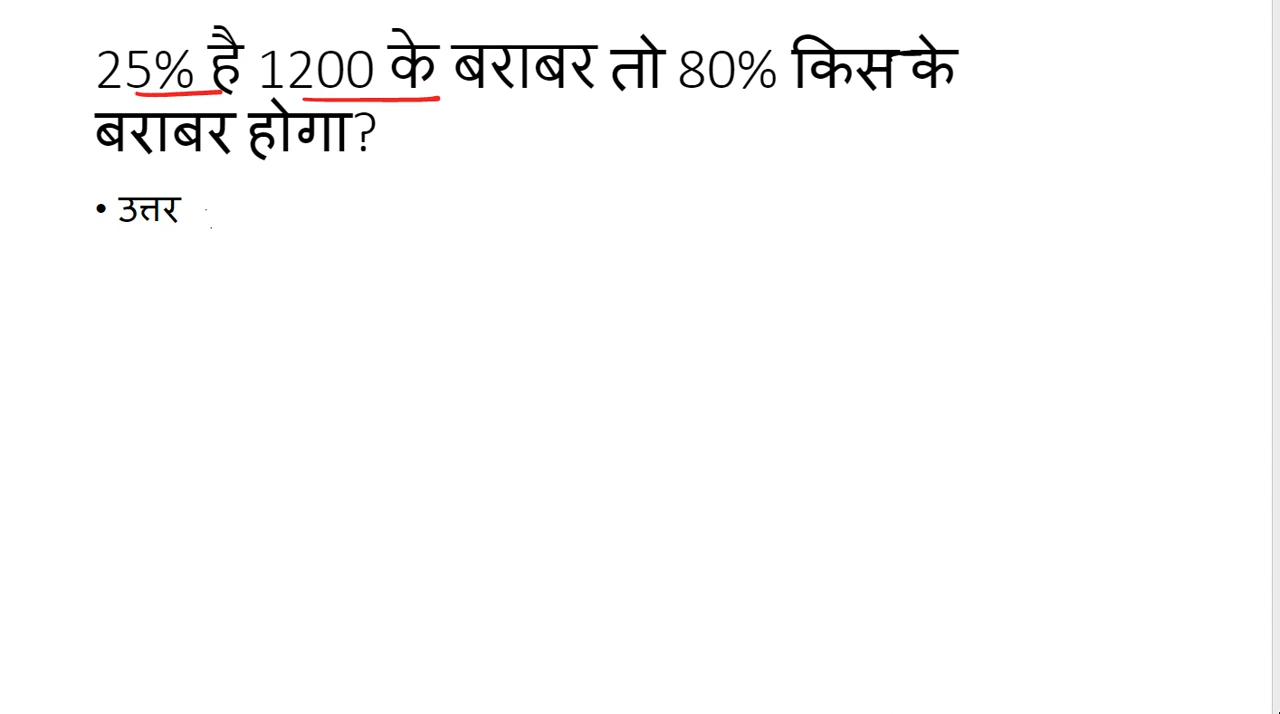 25% है 1200 के बराबर तो 80% किस के
बराबर होगा?
• उत्तर